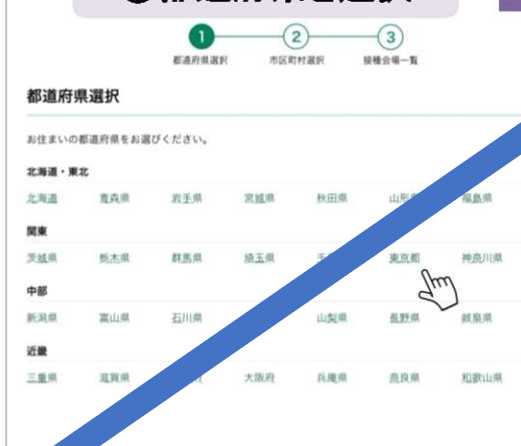 都道府県選択
1 2 3
都道府県選択 市区町村選択 接種会場一覧
都道府県選択
お住まいの都道府県をお選びください。
北海道・東北
北海道 青森県 岩手県 宮城県 秋田県 福島県
関東
茨城県 栃木県 群馬県 埼玉県 東京都 神奈川県
中部
新潟県 富山県 石川県 山梨県 長野県 岐阜県
近畿
三重県 滋賀県 大阪府 兵庫県 奈良県 和歌山県